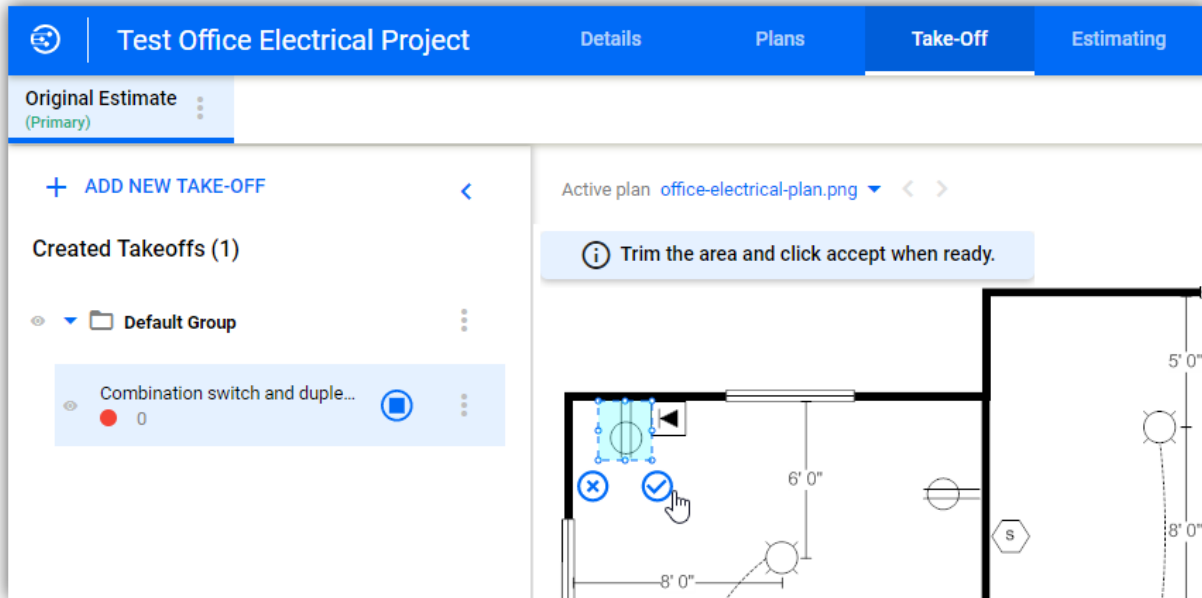 Test Office Electrical Project
Details
Plans
Take-Off
Estimating
Original Estimate
(Primary)
ADD NEW TAKE-OFF
Active plan office-electrical-plan.png
Created Takeoffs (1)
Trim the area and click accept when ready.
Default Group
Combination switch and duple...
0
5' 0"
6' 0"
S
8' 0"
8' 0"